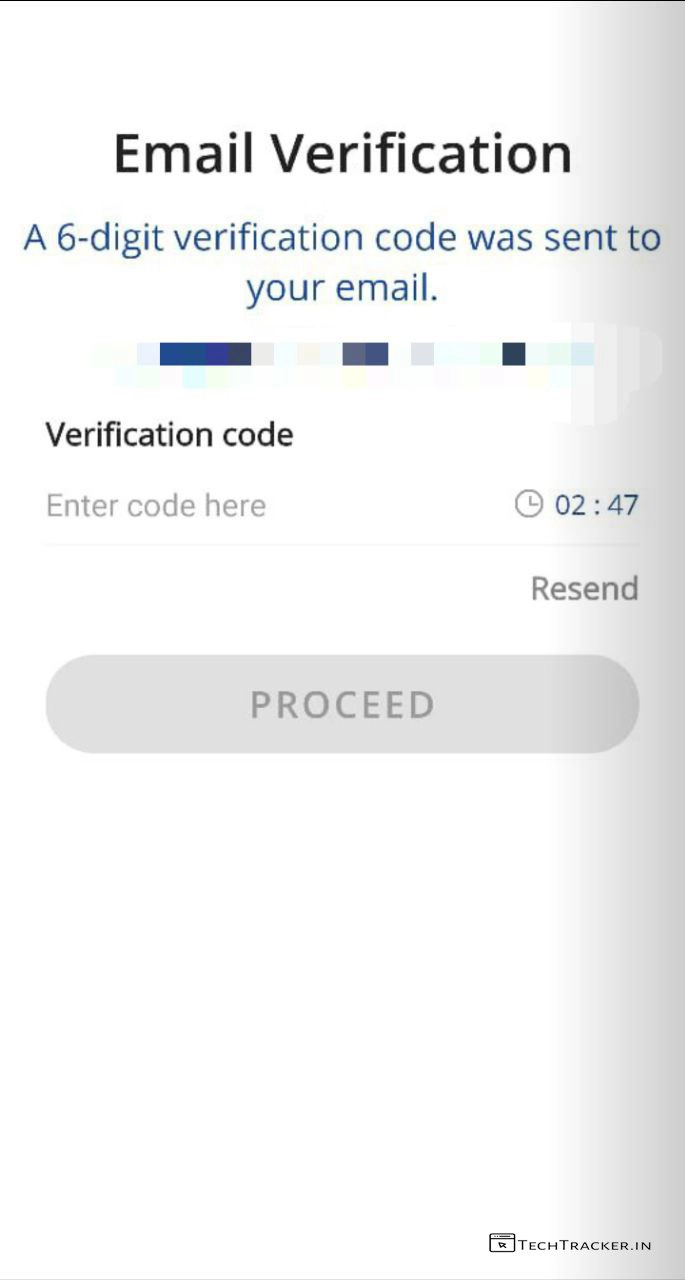 Email Verification
A 6-digit verification code was sent to
your email.
Verification code
Enter code here 02 : 47
Resend
PROCEED
TECHTRACKER.IN